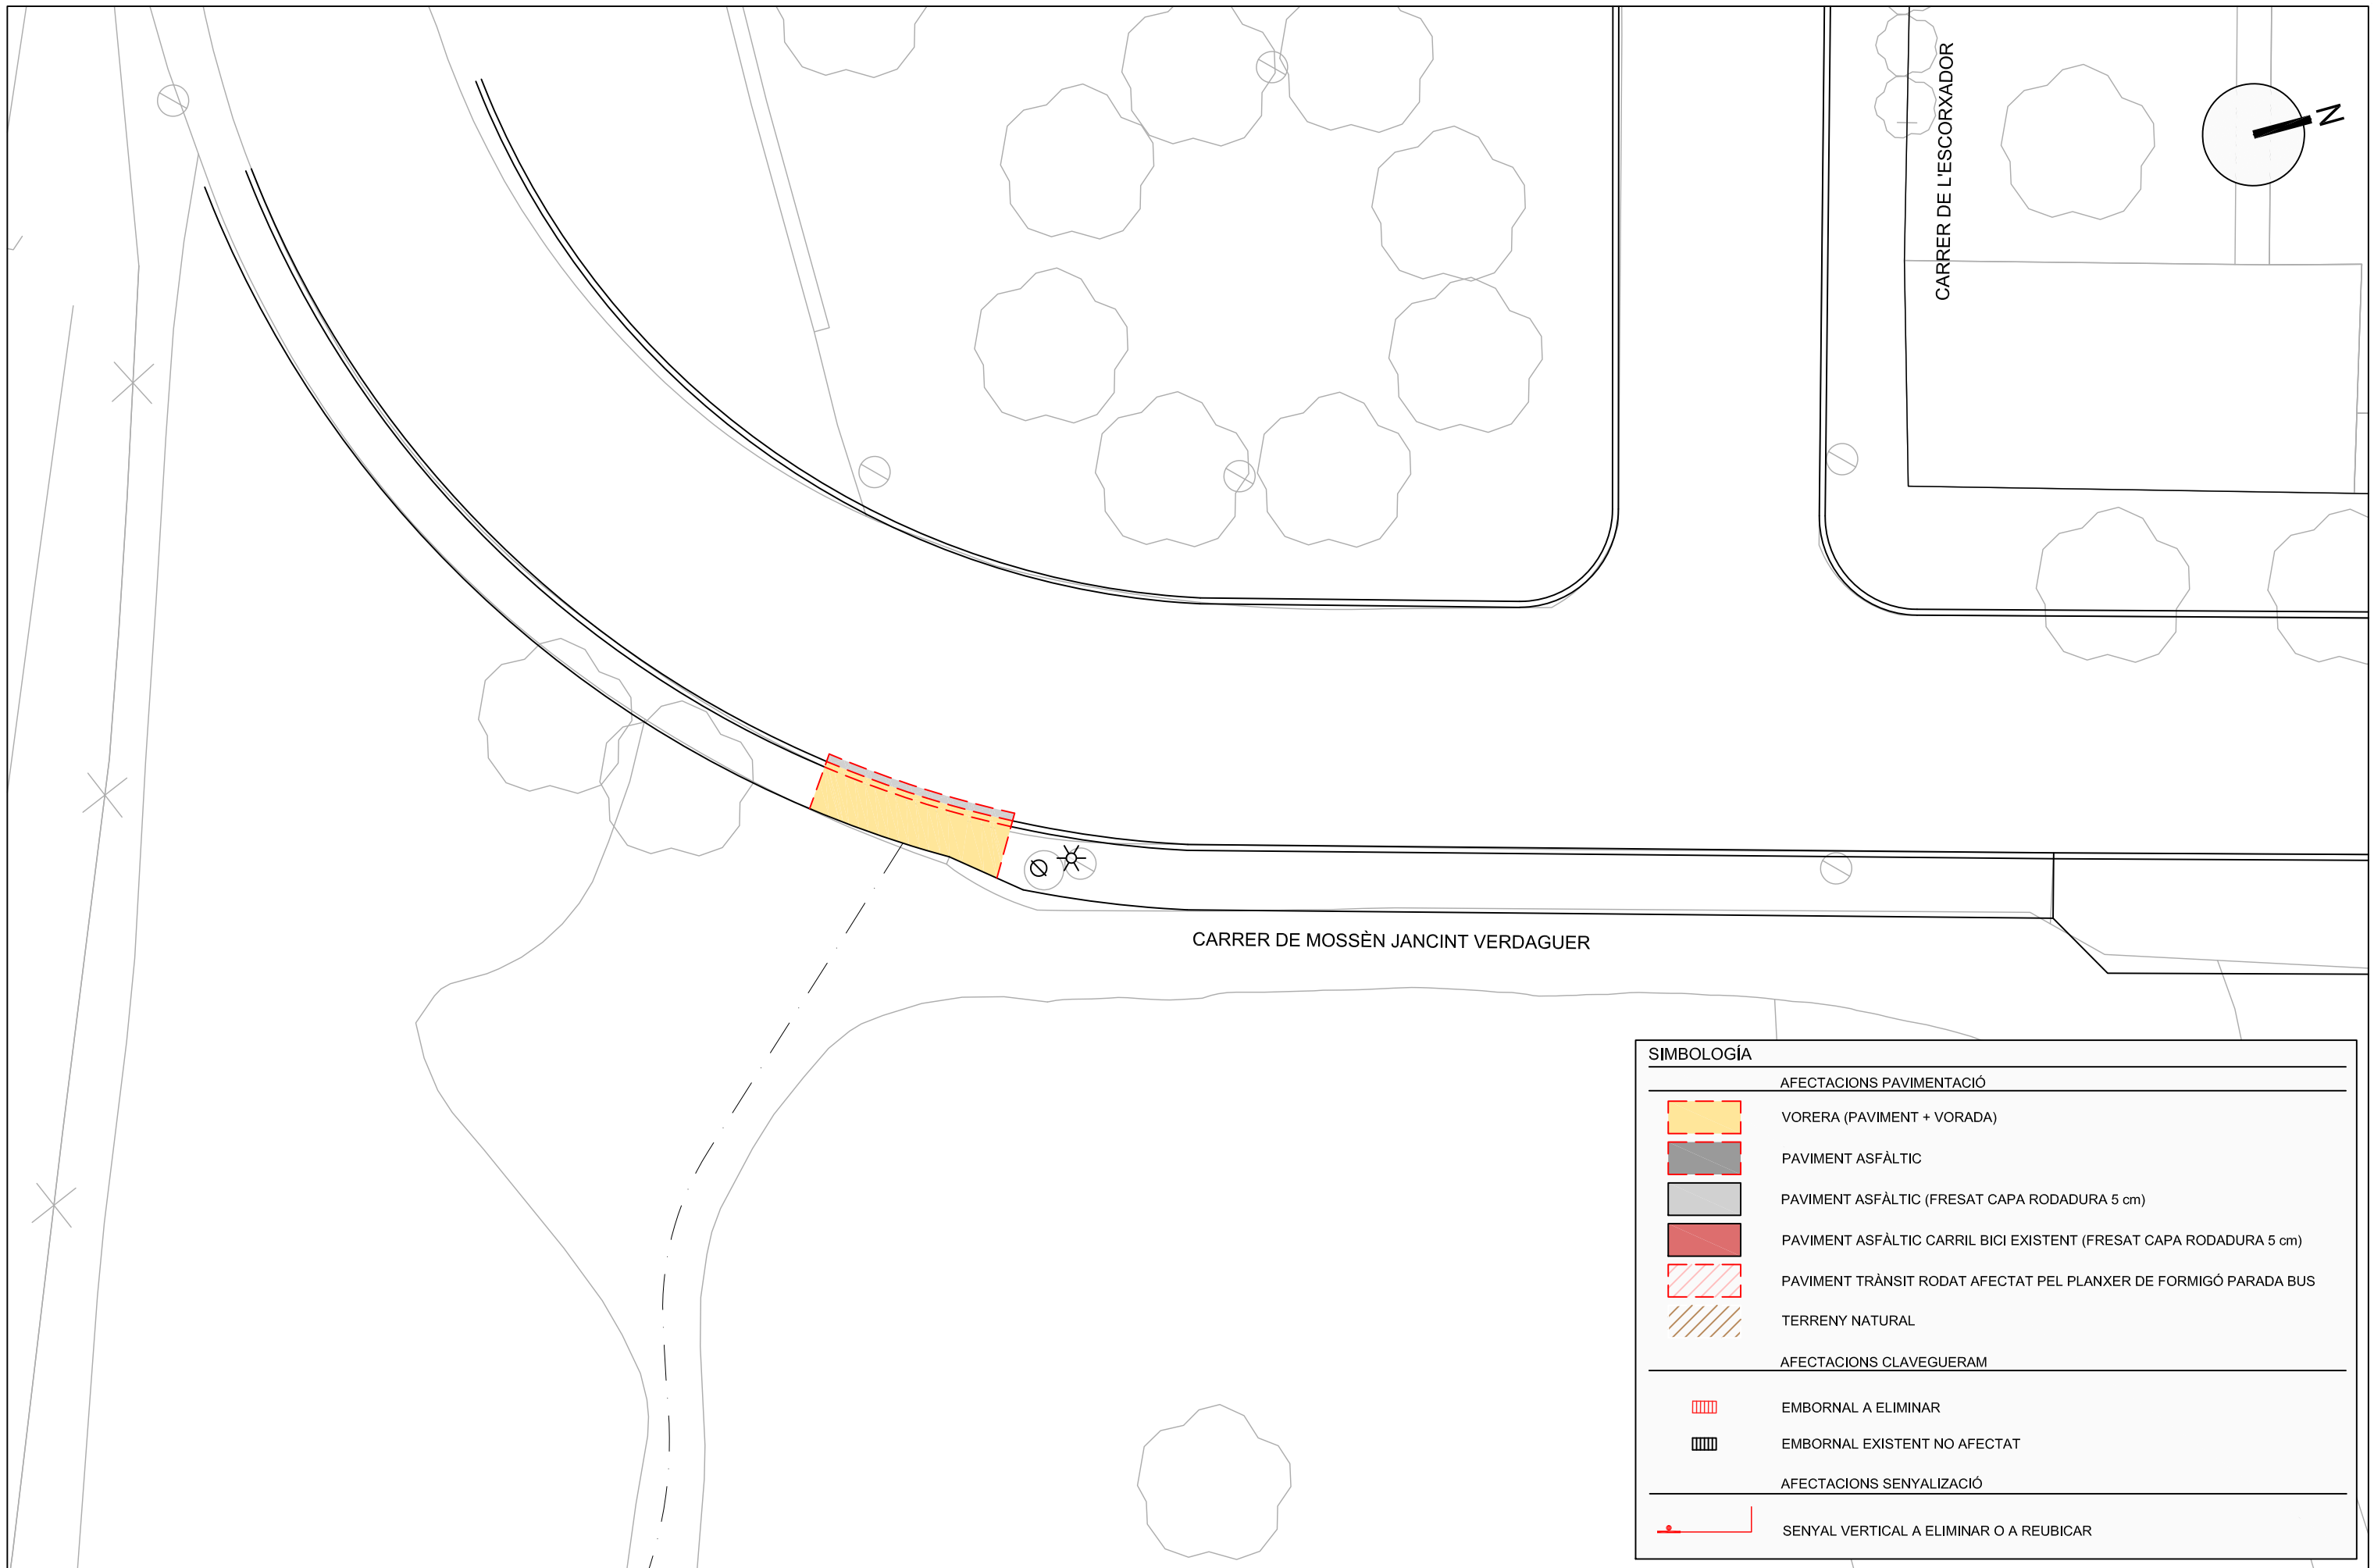 CARRER DE L'ESCORXADOR
N
CARRER DE MOSSÈN JANCINT VERDAGUER
SIMBOLOGÍA
AFECTACIONS PAVIMENTACIÓ
VORERA (PAVIMENT + VORADA)
PAVIMENT ASFÀLTIC
PAVIMENT ASFÀLTIC (FRESAT CAPA RODADURA 5 cm)
PAVIMENT ASFÀLTIC CARRIL BICI EXISTENT (FRESAT CAPA RODADURA 5 cm)
PAVIMENT TRÀNSIT RODAT AFECTAT PEL PLANXER DE FORMIGÓ PARADA BUS
TERRENY NATURAL
AFECTACIONS CLAVEGUERAM
EMBORNAL A ELIMINAR
EMBORNAL EXISTENT NO AFECTAT
AFECTACIONS SENYALIZACIÓ
SENYAL VERTICAL A ELIMINAR O A REUBICAR